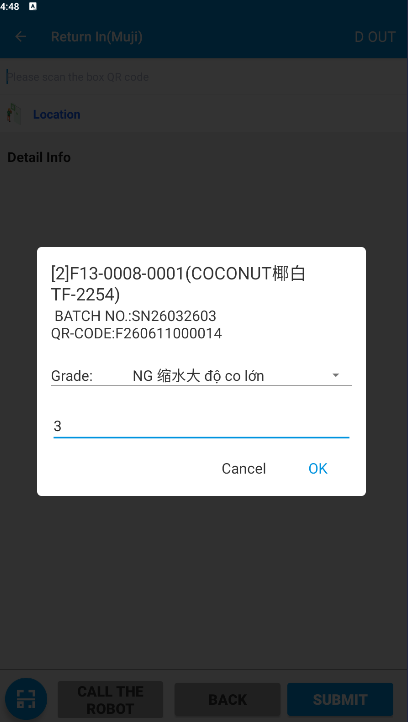 4:48 A
Return In(Muji)
D OUT
Please scan the box QR code
Location
Detail Info
[2]F13-0008-0001(COCONUT椰白
TF-2254)
BATCH NO.:SN26032603
QR-CODE:F260611000014
Grade: NG 缩水大 độ co lớn
3
Cancel OK
CALL THE
ROBOT
BACK
SUBMIT